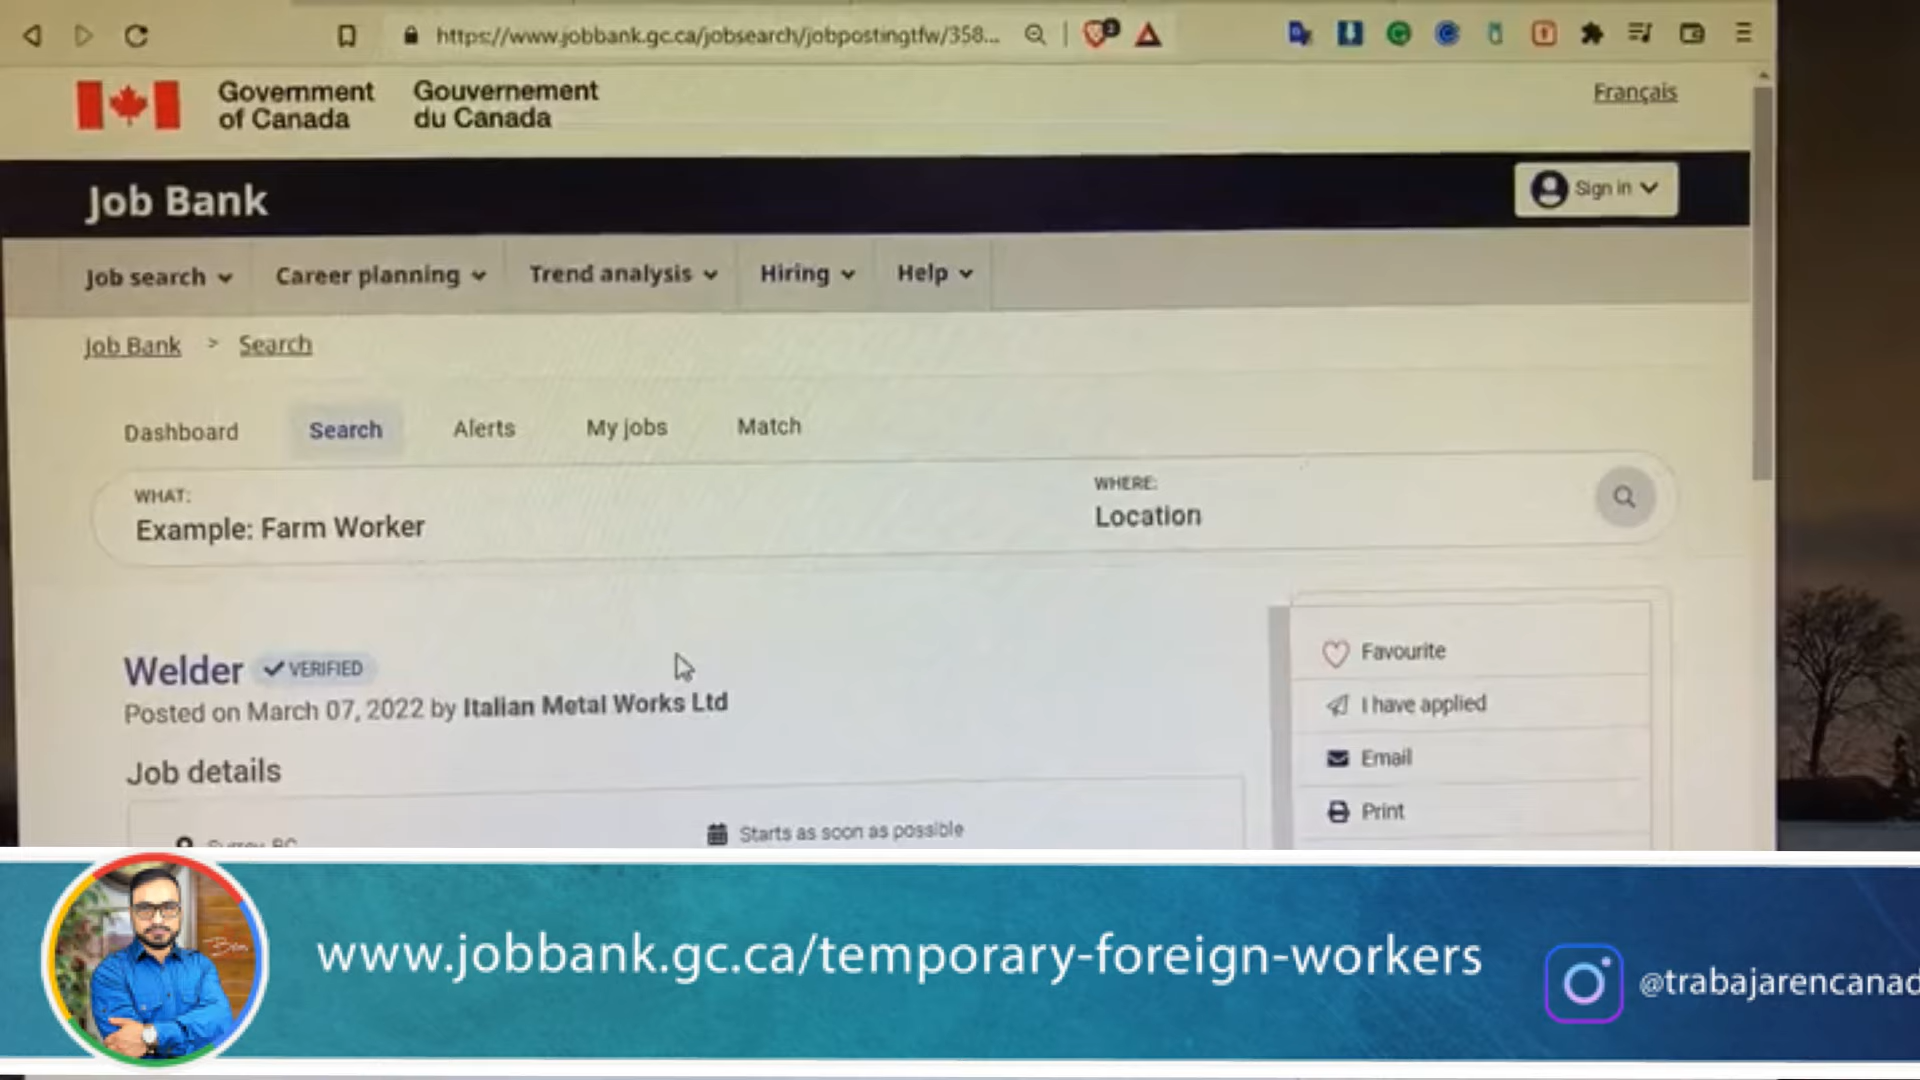 https://www.jobbank.gc.ca/jobsearch/jobpostingtfw/358...
Government of Canada
Gouvernement du Canada
Français
Job Bank
Sign in
Job search
Career planning
Trend analysis
Hiring
Help
Job Bank > Search
Dashboard
Search
Alerts
My jobs
Match
WHAT:
Example: Farm Worker
WHERE:
Location
Welder VERIFIED
Posted on March 07, 2022 by Italian Metal Works Ltd
Job details
Surrey, BC
Starts as soon as possible
Favourite
I have applied
Email
Print
www.jobbank.gc.ca/temporary-foreign-workers
@trabajarencanad